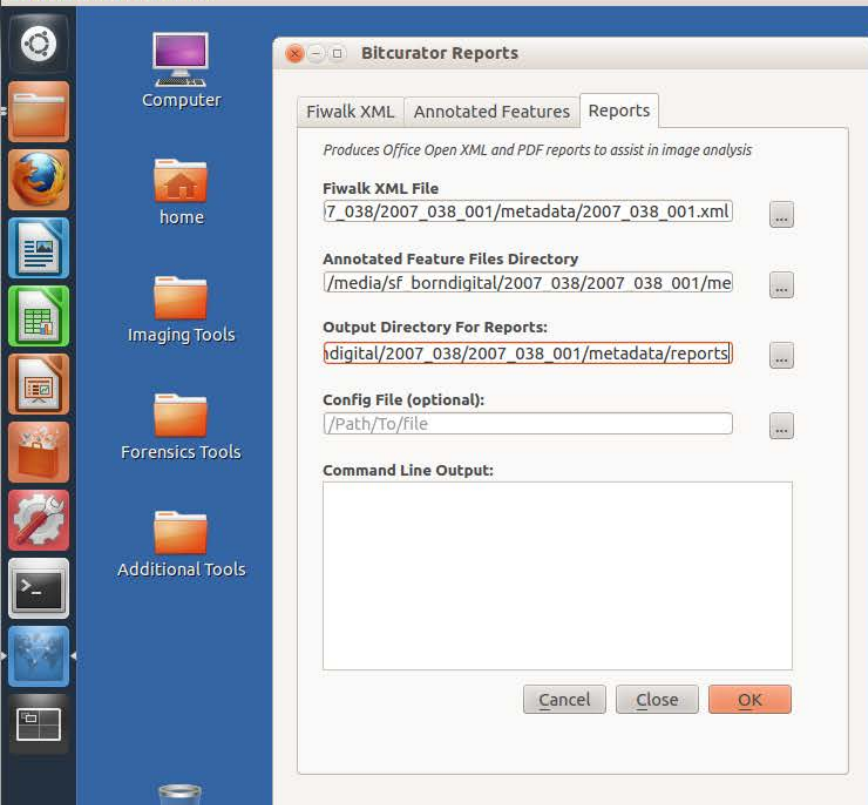 Computer
home
Imaging Tools
Forensics Tools
Additional Tools
Bitcurator Reports
Fiwalk XML
Annotated Features
Reports
Produces Office Open XML and PDF reports to assist in image analysis
Fiwalk XML File
7_038/2007_038_001/metadata/2007_038_001.xml
...
Annotated Feature Files Directory
/media/sf_borndigital/2007_038/2007_038_001/me
...
Output Directory For Reports:
digital/2007_038/2007_038_001/metadata/reports
...
Config File (optional):
/Path/To/file
...
Command Line Output:
Cancel
Close
OK
>_